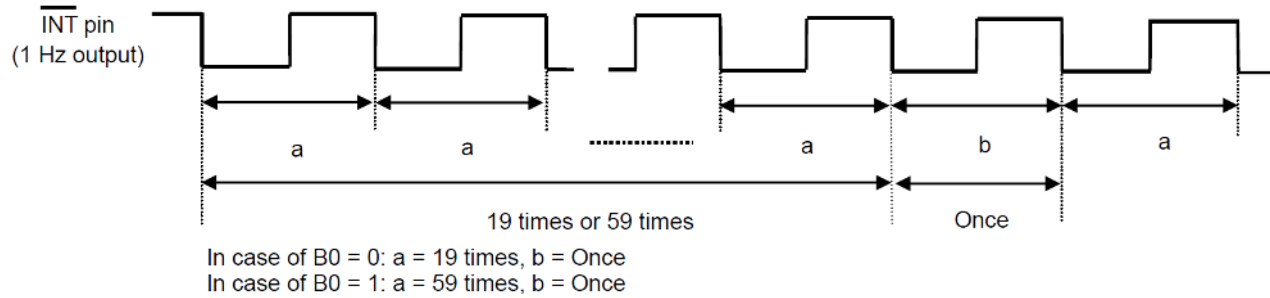 INT pin
(1 Hz output)
a a a b a
19 times or 59 times Once
In case of B0 = 0: a = 19 times, b = Once
In case of B0 = 1: a = 59 times, b = Once